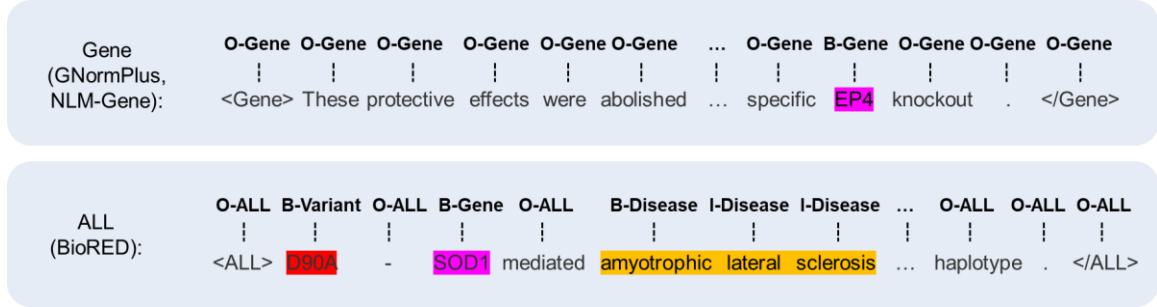 Gene
(GNormPlus,
NLM-Gene):
O-Gene O-Gene O-Gene O-Gene O-Gene O-Gene ... O-Gene B-Gene O-Gene O-Gene O-Gene
<Gene> These protective effects were abolished ... specific EP4 knockout . </Gene>
ALL
(BioRED):
O-ALL B-Variant O-ALL B-Gene O-ALL B-Disease I-Disease I-Disease ... O-ALL O-ALL O-ALL
<ALL> D90A - SOD1 mediated amyotrophic lateral sclerosis ... haplotype . </ALL>